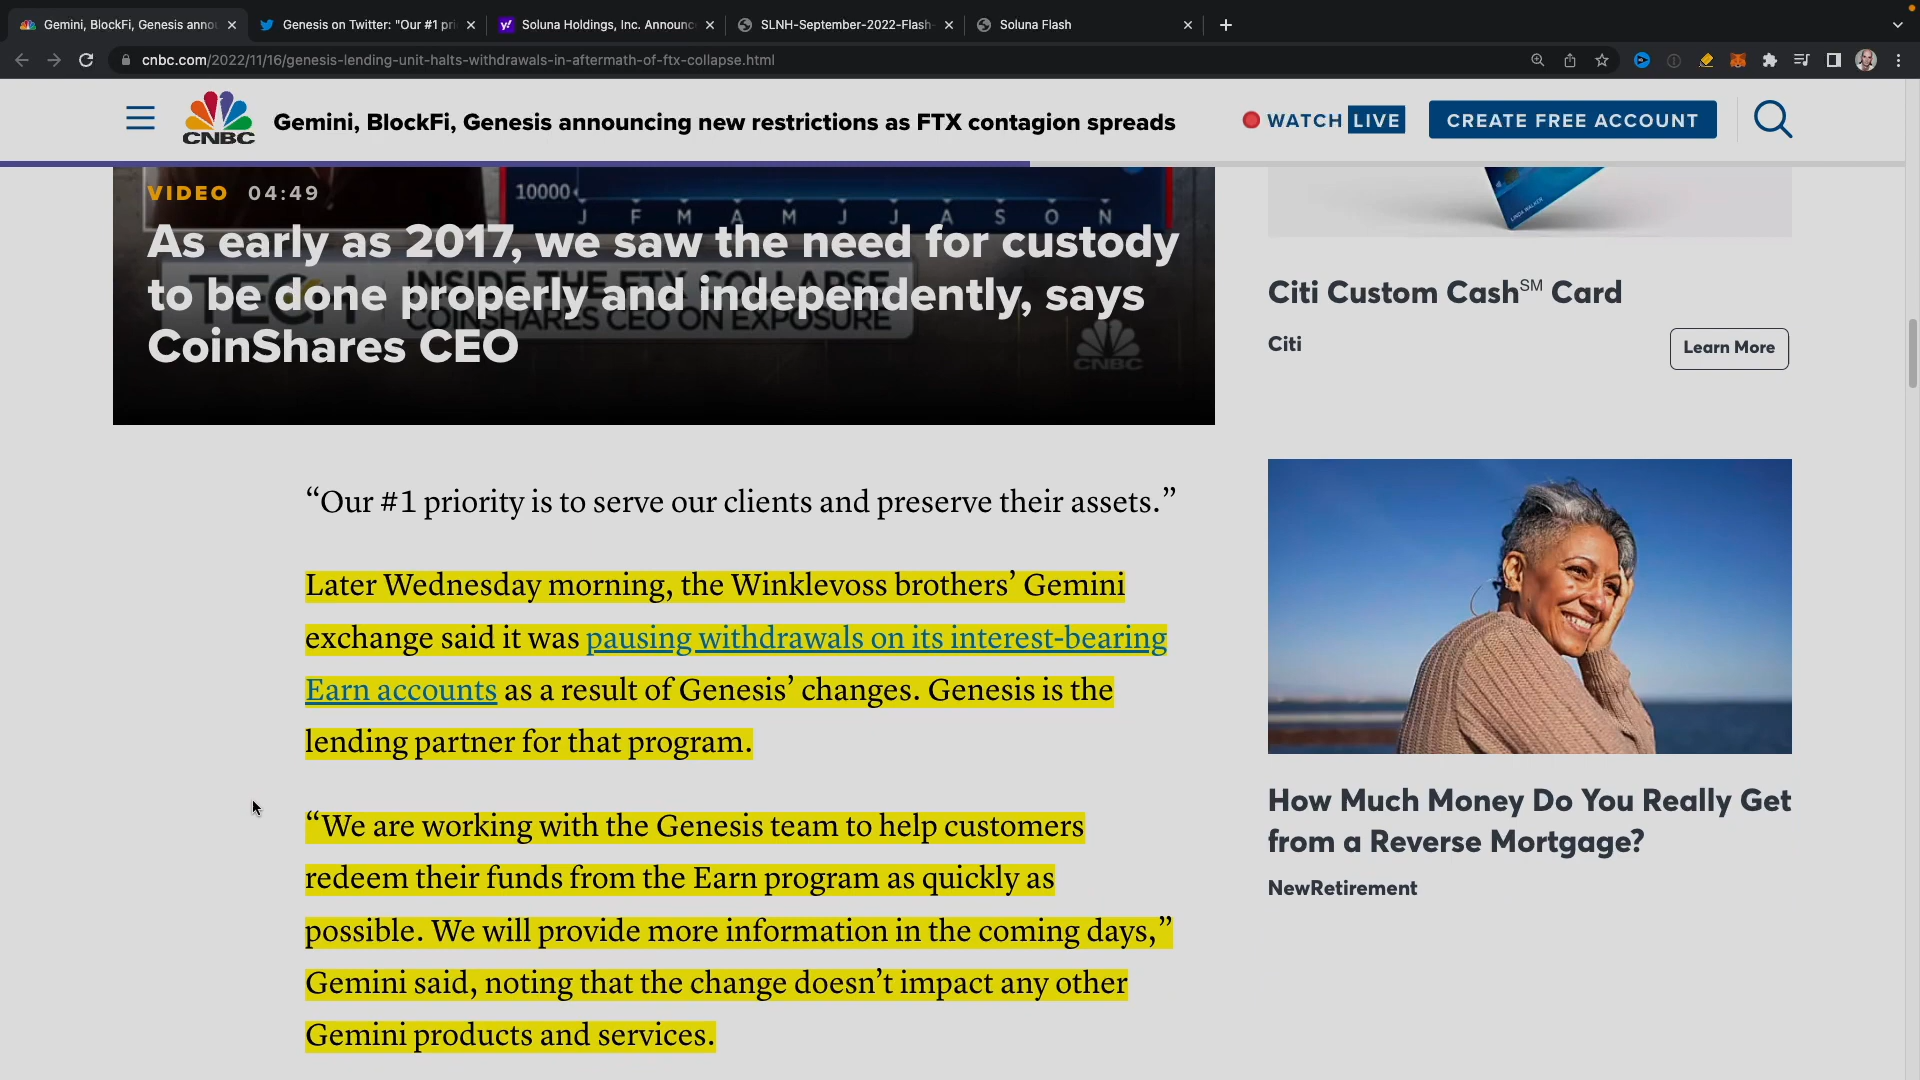 Gemini, BlockFi, Genesis annou
Genesis on Twitter: "Our #1 pri
Soluna Holdings, Inc. Announc
SLNH-September-2022-Flash-
Soluna Flash
cnbc.com/2022/11/16/genesis-lending-unit-halts-withdrawals-in-aftermath-of-ftx-collapse.html
CNBC
Gemini, BlockFi, Genesis announcing new restrictions as FTX contagion spreads
WATCH LIVE
CREATE FREE ACCOUNT
VIDEO 04:49
10000
J F M A M J J A S O N
As early as 2017, we saw the need for custody
to be done properly and independently, says
CoinShares CEO
TECH
INSIDE THE FTX COLLAPSE
COINSHARES CEO ON EXPOSURE
CNBC
“Our #1 priority is to serve our clients and preserve their assets.”
Later Wednesday morning, the Winklevoss brothers’ Gemini
exchange said it was pausing withdrawals on its interest-bearing
Earn accounts as a result of Genesis’ changes. Genesis is the
lending partner for that program.
“We are working with the Genesis team to help customers
redeem their funds from the Earn program as quickly as
possible. We will provide more information in the coming days,”
Gemini said, noting that the change doesn’t impact any other
Gemini products and services.
LINDA WALKER
Citi Custom Cash℠ Card
Citi
Learn More
How Much Money Do You Really Get
from a Reverse Mortgage?
NewRetirement